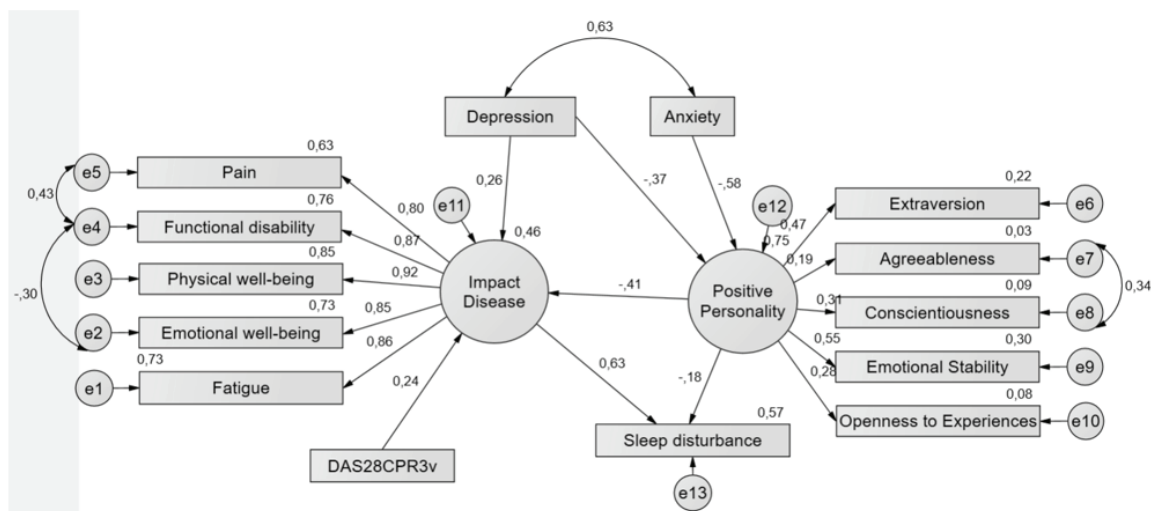 0,63
Depression
Anxiety
0,63
e5
Pain
0,22
0,43
0,26
-,37
-,58
0,76
0,80
e11
e12
Extraversion
e6
e4
Functional disability
0,47
0,87
0,46
0,75
0,03
0,85
0,19
Agreeableness
e7
e3
Physical well-being
0,92
Impact
Disease
-,41
Positive
Personality
0,09
0,34
-,30
0,73
0,85
0,31
Conscientiousness
e8
e2
Emotional well-being
0,55
0,30
0,73
0,86
0,63
0,28
Emotional Stability
e9
e1
Fatigue
0,24
-,18
0,08
0,57
Openness to Experiences
e10
Sleep disturbance
DAS28CPR3v
e13